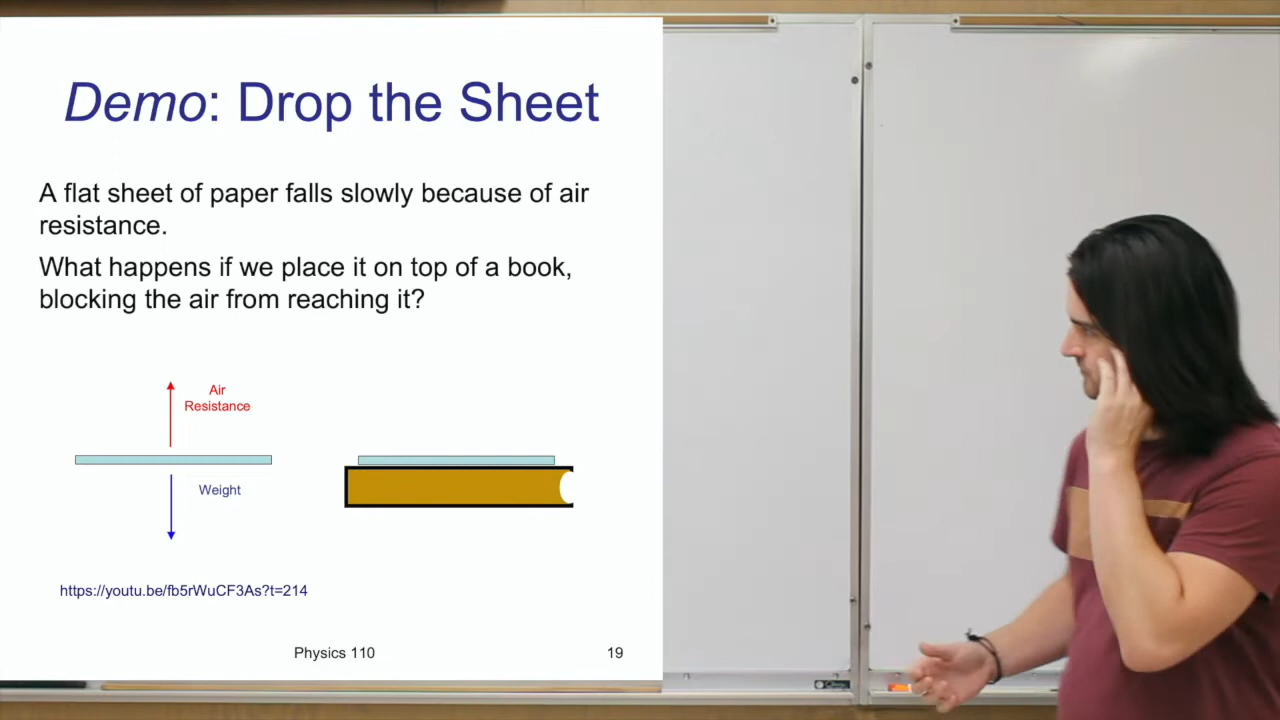 Demo: Drop the Sheet
A flat sheet of paper falls slowly because of air
resistance.
What happens if we place it on top of a book,
blocking the air from reaching it?
Air
Resistance
Weight
https://youtu.be/fb5rWuCF3As?t=214
Physics 110
19